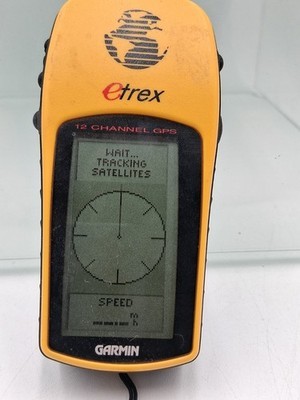 etrex
12 CHANNEL GPS
WAIT...
TRACKING
SATELLITES
SPEED
m
h
GARMIN